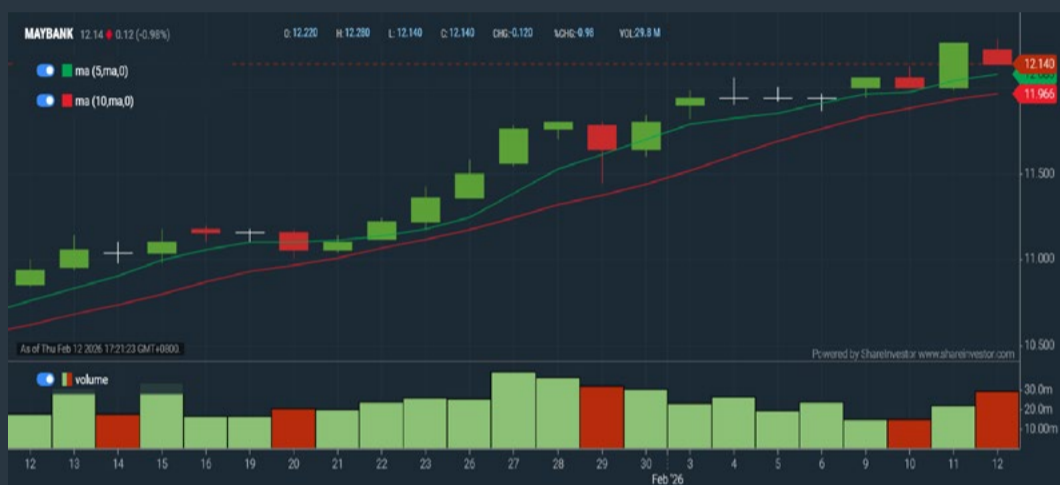 MAYBANK 12.14 0.12 (-0.98%) O: 12.220 H: 12.280 L: 12.140 C: 12.140 CHG:-0.120 %CHG:-0.98 VOL:29.8 M
ma (5,ma,0)
ma (10,ma,0)
12.140
11.966
11.500
11.000
10.500
As of Thu Feb 12 2026 17:21:23 GMT+0800.
Powered by ShareInvestor www.shareinvestor.com
volume
30.0m
20.0m
10.00m
12 13 14 15 16 19 20 21 22 23 26 27 28 29 30 3 4 5 6 9 10 11 12
Feb '26